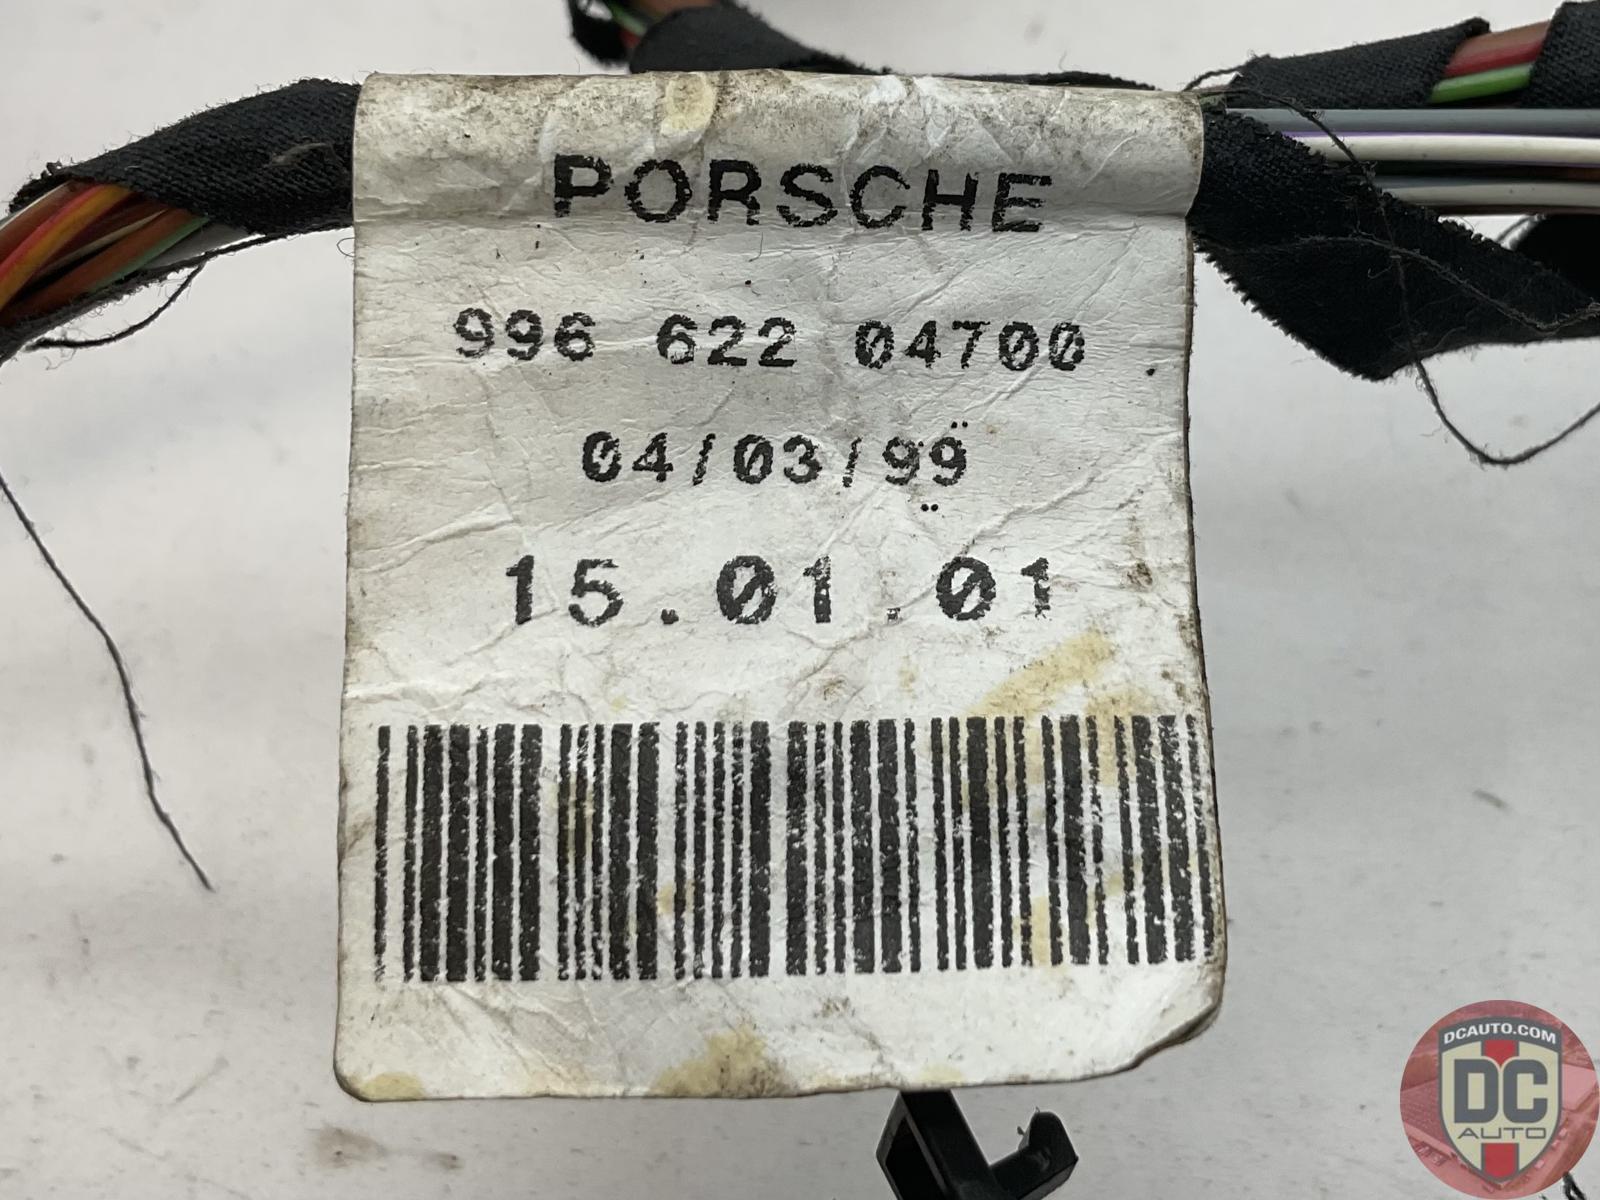 PORSCHE
996 622 04700
04/03/99
15.01.01
DCAUTO.COM
DC
AUTO